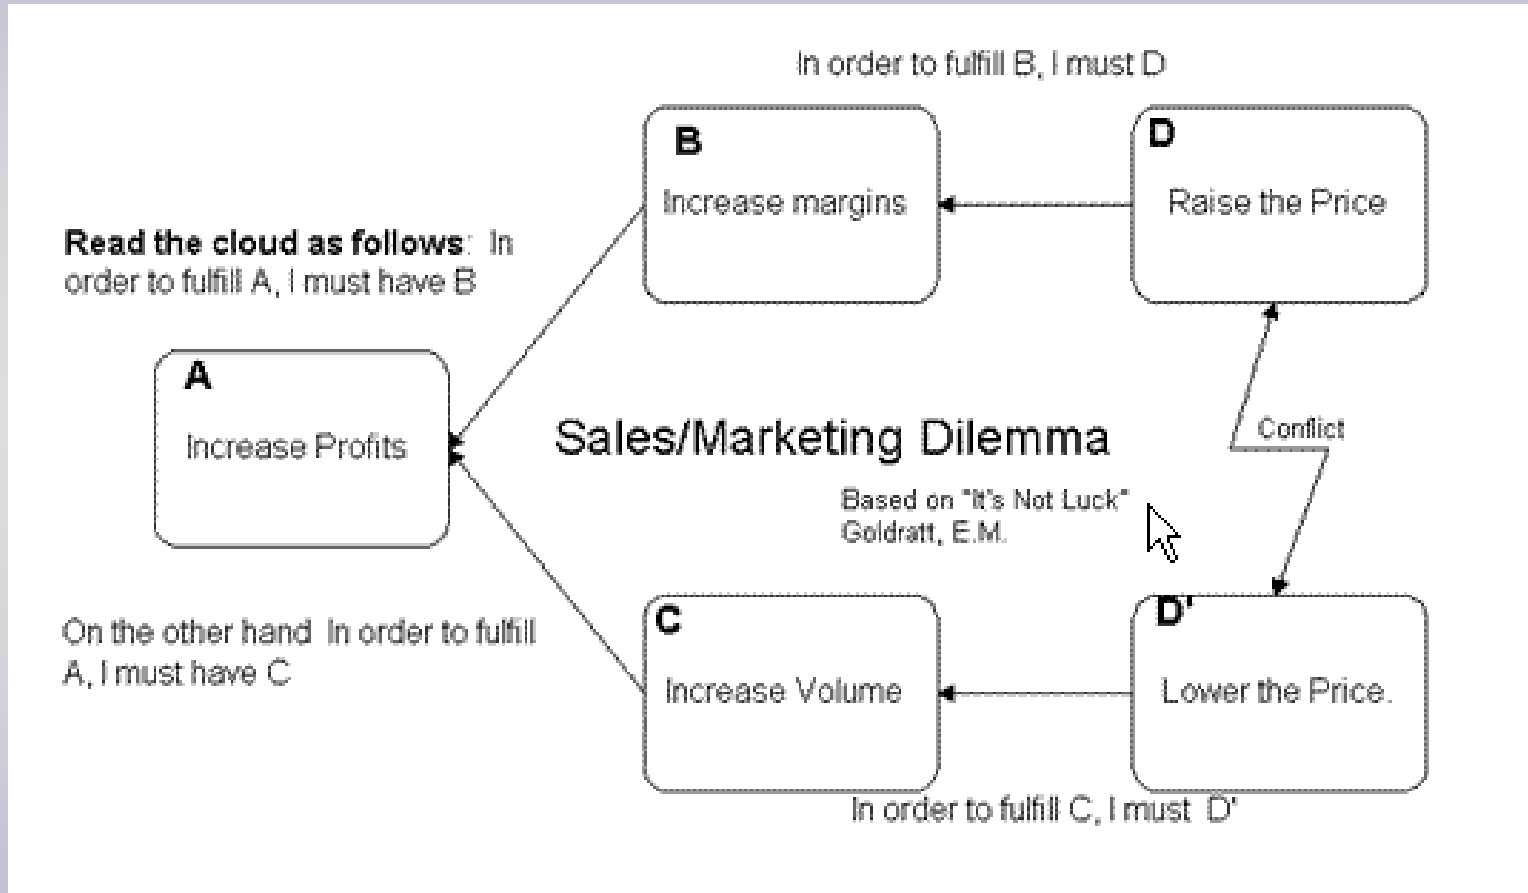 In order to fulfill B, I must D
B
Increase margins
D
Raise the Price
Read the cloud as follows:  In
order to fulfill A, I must have B
A
Increase Profits
Sales/Marketing Dilemma
Conflict
Based on "It's Not Luck"
Goldratt, E.M.
On the other hand  In order to fulfill
A, I must have C
C
Increase Volume
D'
Lower the Price.
In order to fulfill C, I must  D'